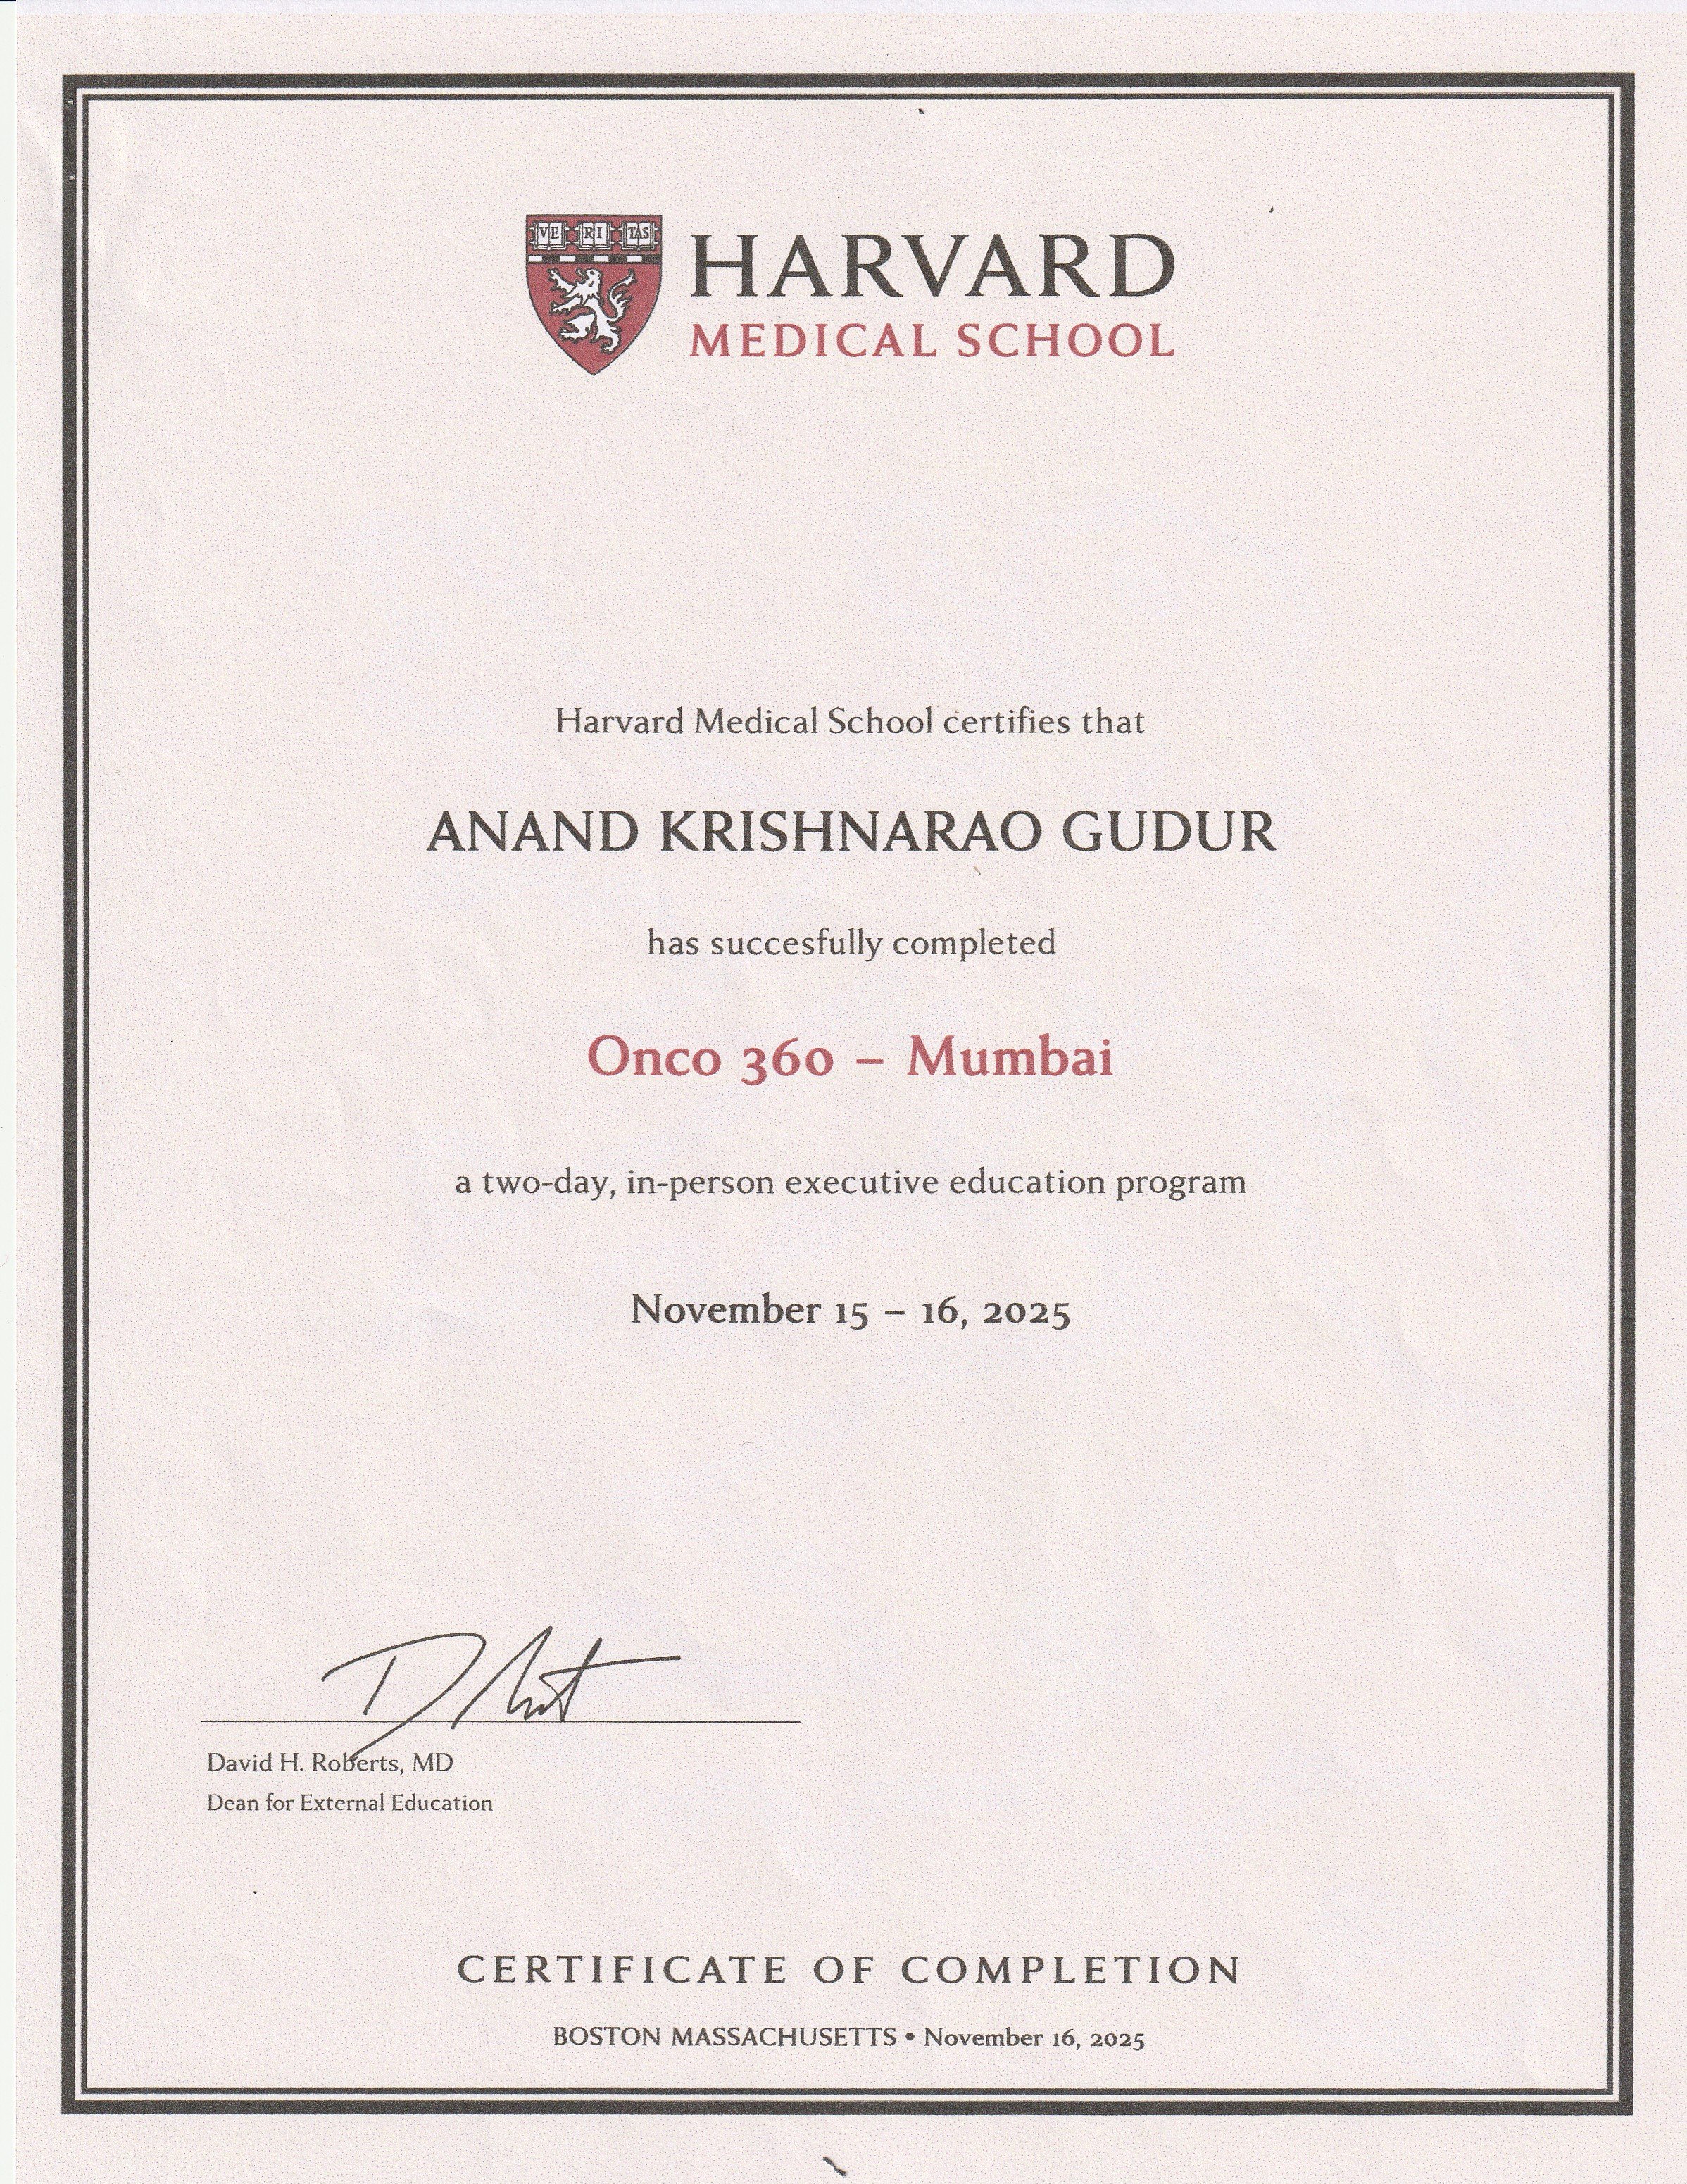 VE RI TAS
HARVARD
MEDICAL SCHOOL
Harvard Medical School certifies that
ANAND KRISHNARAO GUDUR
has succesfully completed
Onco 360 – Mumbai
a two-day, in-person executive education program
November 15 – 16, 2025
David H. Roberts, MD
Dean for External Education
CERTIFICATE OF COMPLETION
BOSTON MASSACHUSETTS • November 16, 2025